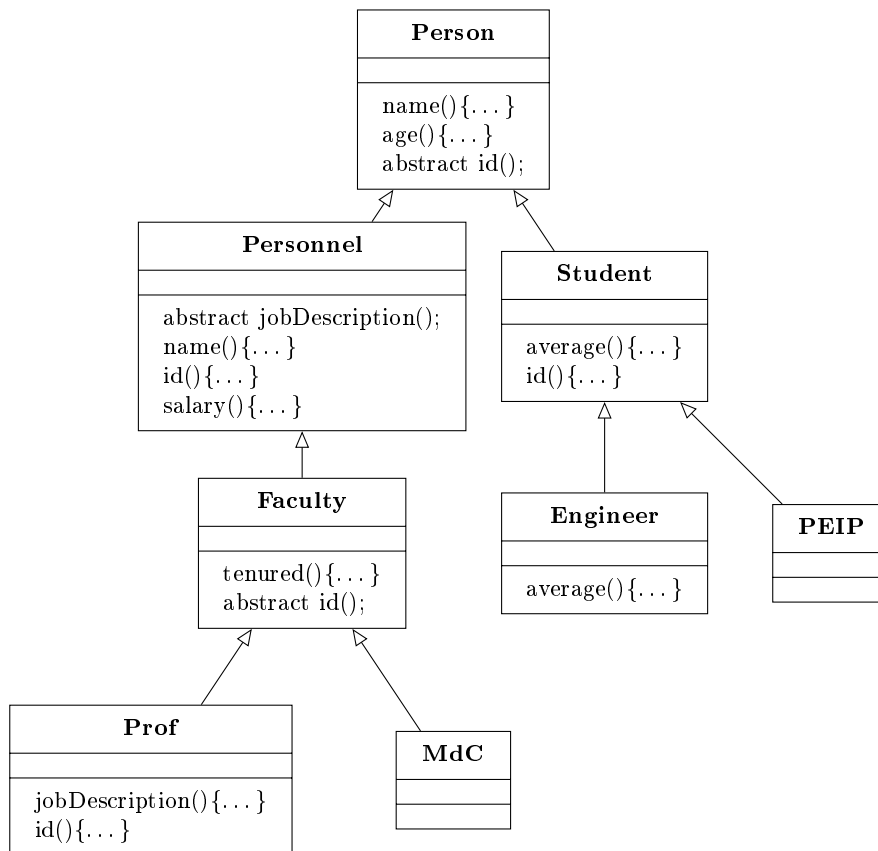 Person
name(){...}
age(){...}
abstract id();
Personnel
abstract jobDescription();
name(){...}
id(){...}
salary(){...}
Student
average(){...}
id(){...}
Faculty
tenured(){...}
abstract id();
Engineer
average(){...}
PEIP
Prof
jobDescription(){...}
id(){...}
MdC